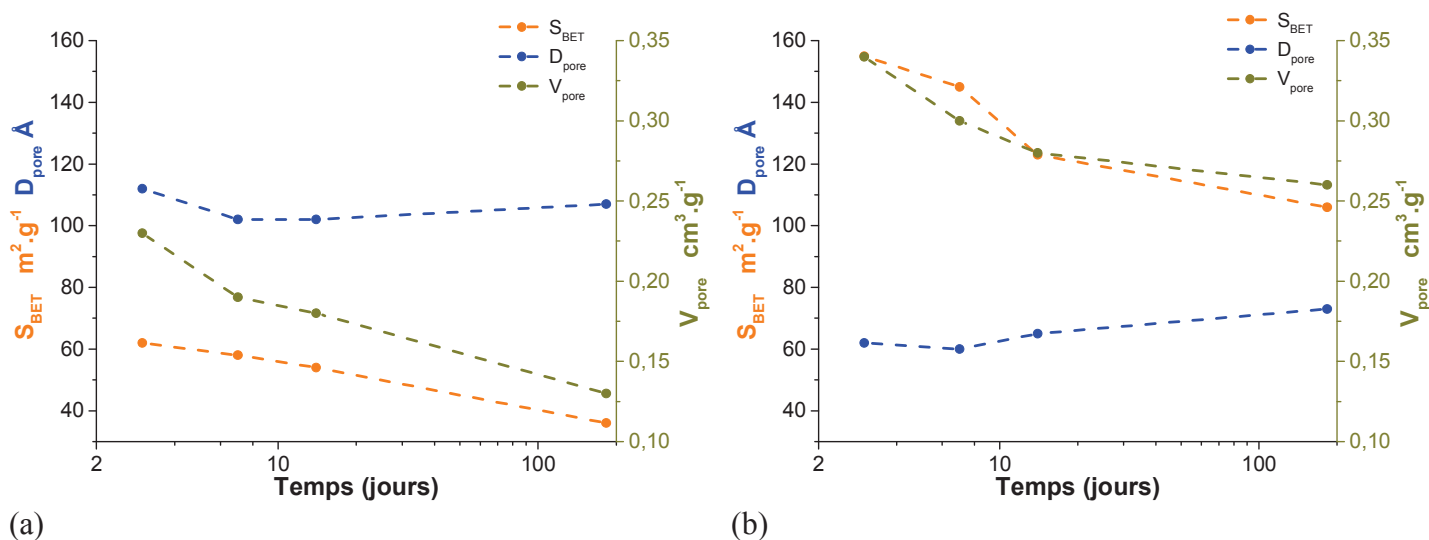 S_BET
D_pore
V_pore
160
140
120
100
80
60
40
S_BET m².g⁻¹ D_pore Å
0,35
0,30
0,25
0,20
0,15
0,10
V_pore cm³.g⁻¹
2
10
100
Temps (jours)
(a)
S_BET
D_pore
V_pore
160
140
120
100
80
60
40
S_BET m².g⁻¹ D_pore Å
0,35
0,30
0,25
0,20
0,15
0,10
V_pore cm³.g⁻¹
2
10
100
Temps (jours)
(b)